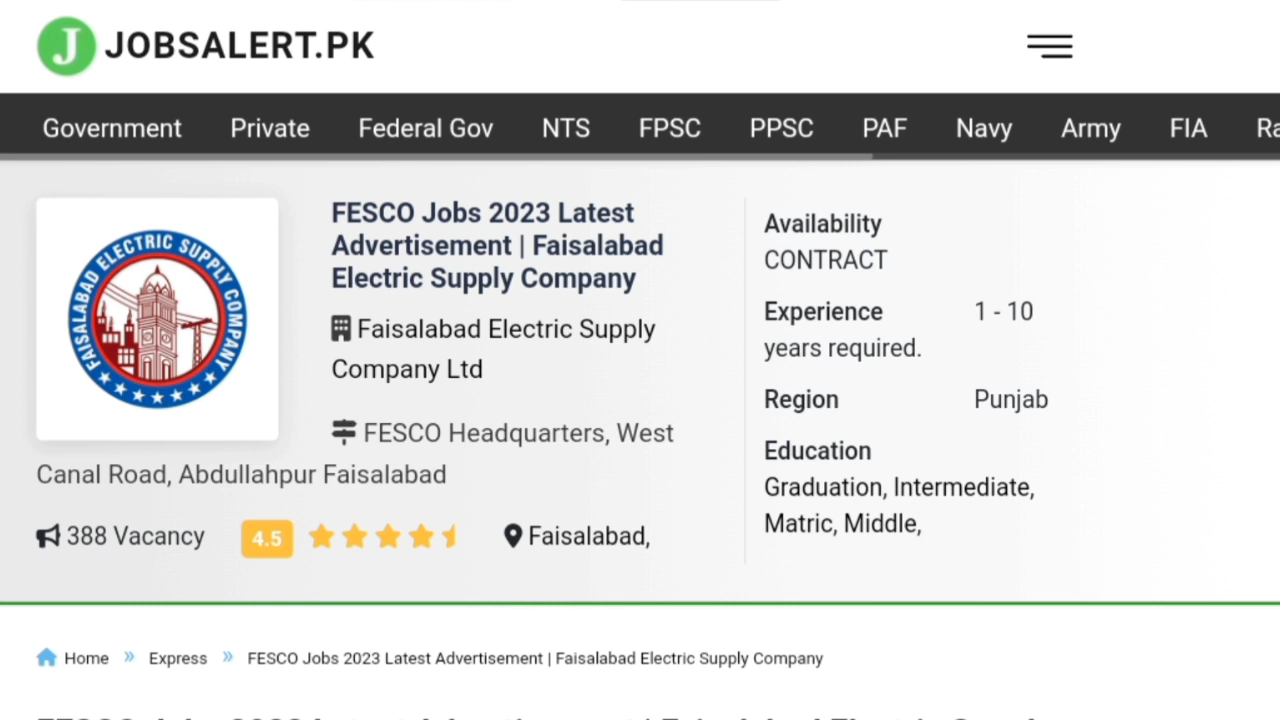 J JOBSALERT.PK
Government Private Federal Gov NTS FPSC PPSC PAF Navy Army FIA
FAISALABAD ELECTRIC SUPPLY COMPANY
FESCO Jobs 2023 Latest
Advertisement | Faisalabad
Electric Supply Company
Faisalabad Electric Supply
Company Ltd
FESCO Headquarters, West
Canal Road, Abdullahpur Faisalabad
388 Vacancy 4.5 Faisalabad,
Availability
CONTRACT
Experience 1 - 10
years required.
Region Punjab
Education
Graduation, Intermediate,
Matric, Middle,
Home » Express » FESCO Jobs 2023 Latest Advertisement | Faisalabad Electric Supply Company